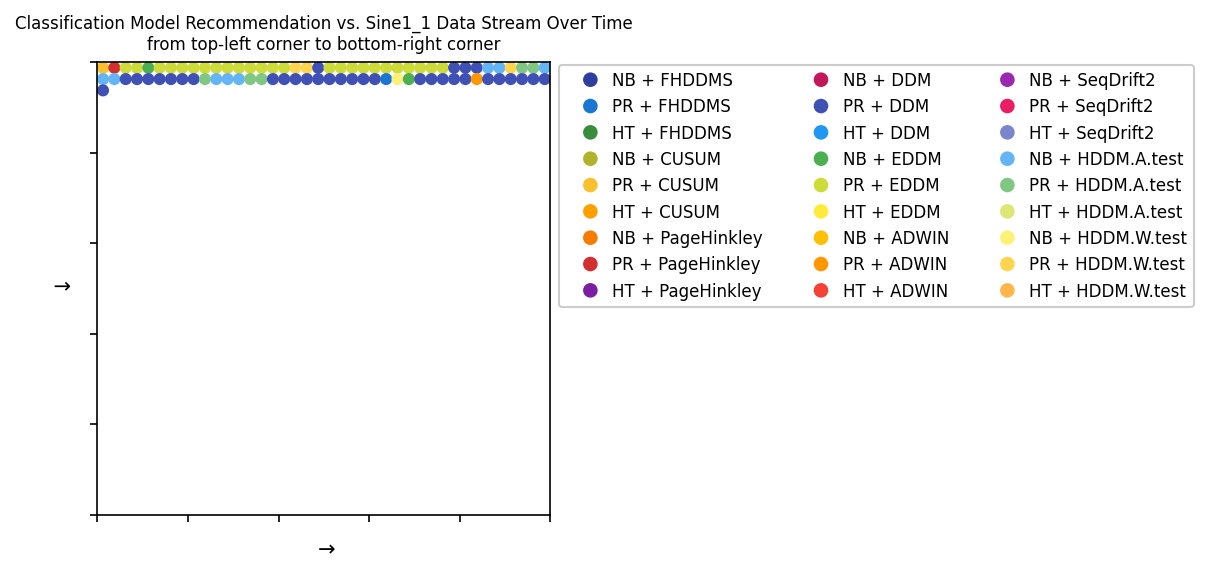 Classification Model Recommendation vs. Sine1_1 Data Stream Over Time
from top-left corner to bottom-right corner
NB + FHDDMS
PR + FHDDMS
HT + FHDDMS
NB + CUSUM
PR + CUSUM
HT + CUSUM
NB + PageHinkley
PR + PageHinkley
HT + PageHinkley
NB + DDM
PR + DDM
HT + DDM
NB + EDDM
PR + EDDM
HT + EDDM
NB + ADWIN
PR + ADWIN
HT + ADWIN
NB + SeqDrift2
PR + SeqDrift2
HT + SeqDrift2
NB + HDDM.A.test
PR + HDDM.A.test
HT + HDDM.A.test
NB + HDDM.W.test
PR + HDDM.W.test
HT + HDDM.W.test
→
→